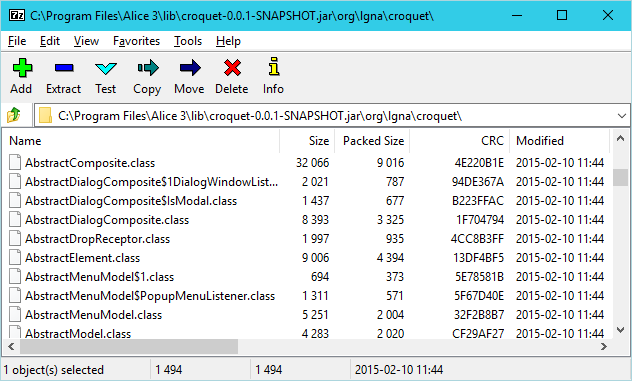 7z C:\Program Files\Alice 3\lib\croquet-0.0.1-SNAPSHOT.jar\org\lgna\croquet\
File Edit View Favorites Tools Help
Add Extract Test Copy Move Delete Info
C:\Program Files\Alice 3\lib\croquet-0.0.1-SNAPSHOT.jar\org\lgna\croquet\
Name Size Packed Size CRC Modified
AbstractComposite.class 32 066 9 016 4E220B1E 2015-02-10 11:44
AbstractDialogComposite$1DialogWindowList... 2 021 787 94DE367A 2015-02-10 11:44
AbstractDialogComposite$IsModal.class 1 437 677 B223FFAC 2015-02-10 11:44
AbstractDialogComposite.class 8 393 3 325 1F704794 2015-02-10 11:44
AbstractDropReceptor.class 1 997 935 4CC8B3FF 2015-02-10 11:44
AbstractElement.class 9 006 4 394 13DF4BF5 2015-02-10 11:44
AbstractMenuModel$1.class 694 373 5E78581B 2015-02-10 11:44
AbstractMenuModel$PopupMenuListener.class 1 311 571 5F67D40E 2015-02-10 11:44
AbstractMenuModel.class 5 251 2 004 32F2B8B7 2015-02-10 11:44
AbstractModel.class 4 283 2 020 CF29AF27 2015-02-10 11:44
1 object(s) selected 1 494 1 494 2015-02-10 11:44